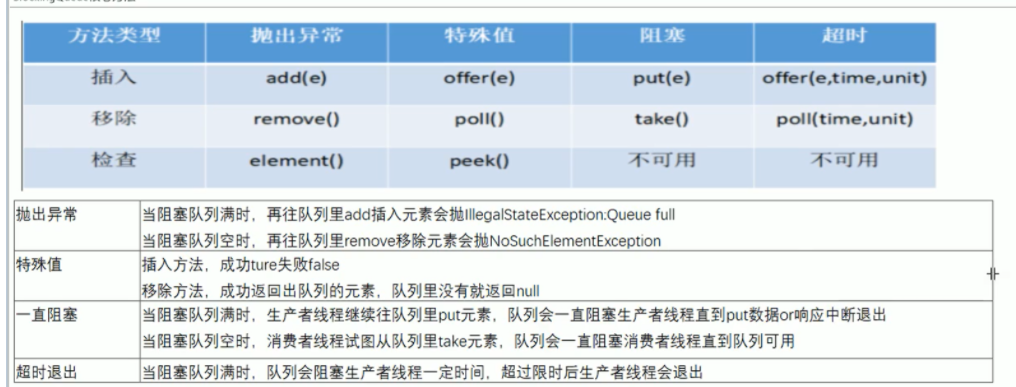 方法类型 抛出异常 特殊值 阻塞 超时
插入 add(e) offer(e) put(e) offer(e,time,unit)
移除 remove() poll() take() poll(time,unit)
检查 element() peek() 不可用 不可用
抛出异常 当阻塞队列满时，再往队列里add插入元素会抛IllegalStateException:Queue full
当阻塞队列空时，再往队列里remove移除元素会抛NoSuchElementException
特殊值 插入方法，成功ture失败false
移除方法，成功返回出队列的元素，队列里没有就返回null
一直阻塞 当阻塞队列满时，生产者线程继续往队列里put元素，队列会一直阻塞生产者线程直到put数据or响应中断退出
当阻塞队列空时，消费者线程试图从队列里take元素，队列会一直阻塞消费者线程直到队列可用
超时退出 当阻塞队列满时，队列会阻塞生产者线程一定时间，超过限时后生产者线程会退出